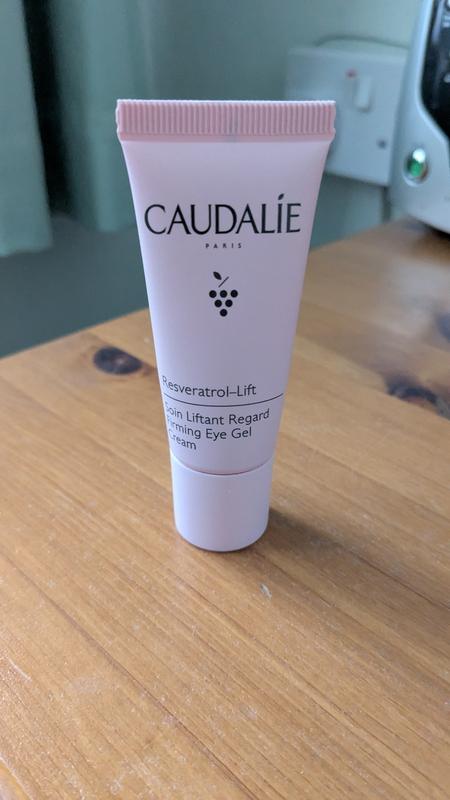 CAUDALÍE
PARIS
Resveratrol–Lift
Soin Liftant Regard
Firming Eye Gel
Cream